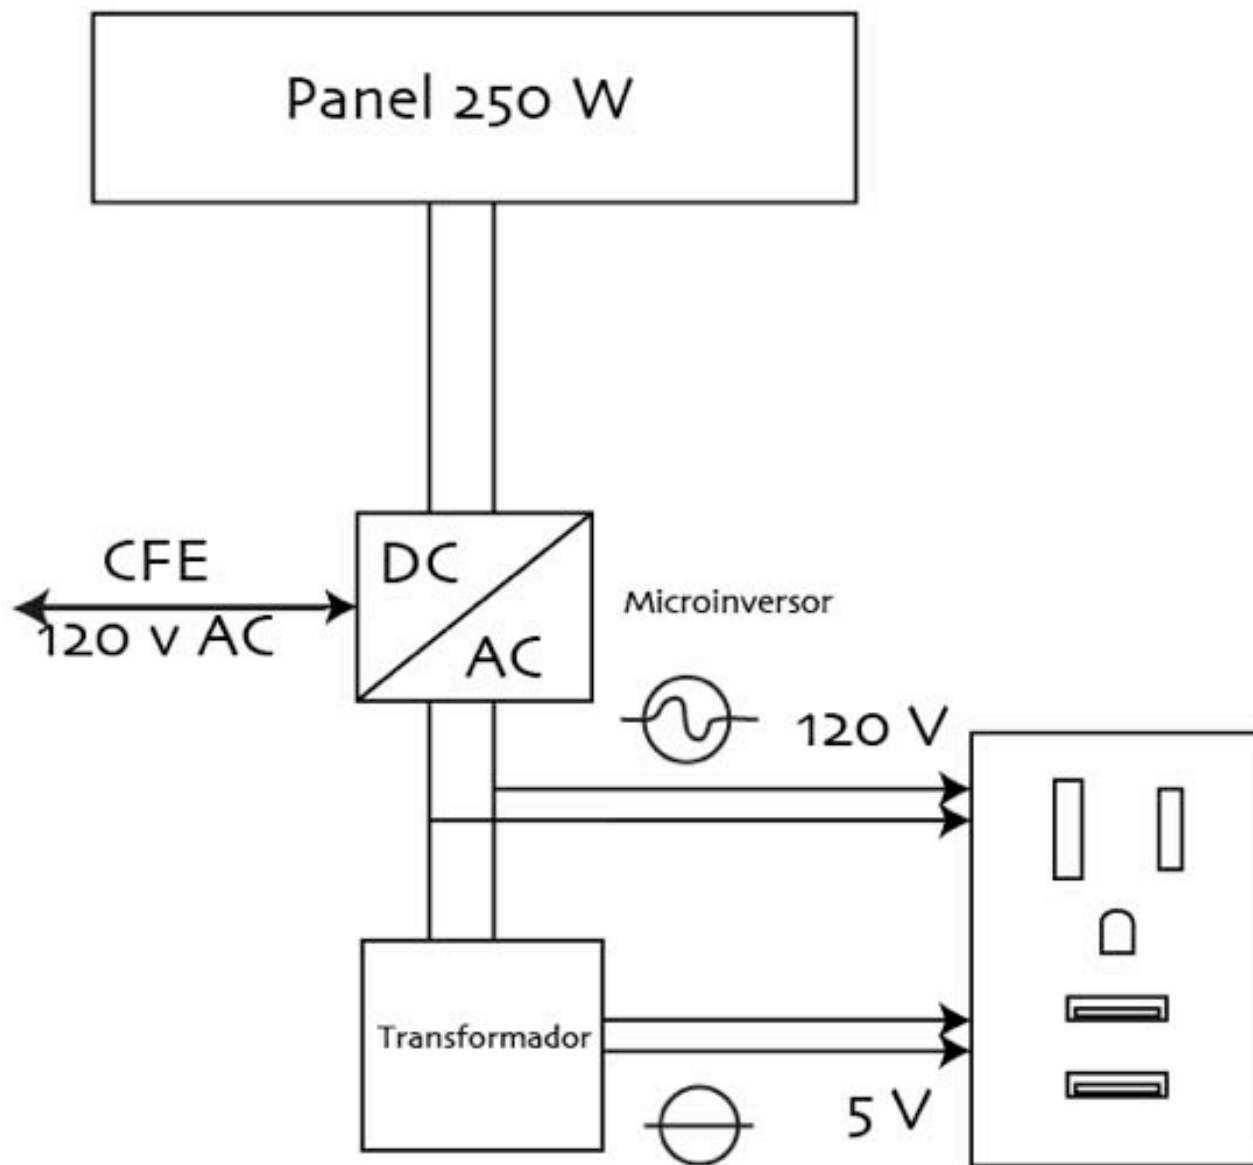 Panel 250 W
CFE
120 v AC
DC
AC
Microinversor
120 V
Transformador
5 V